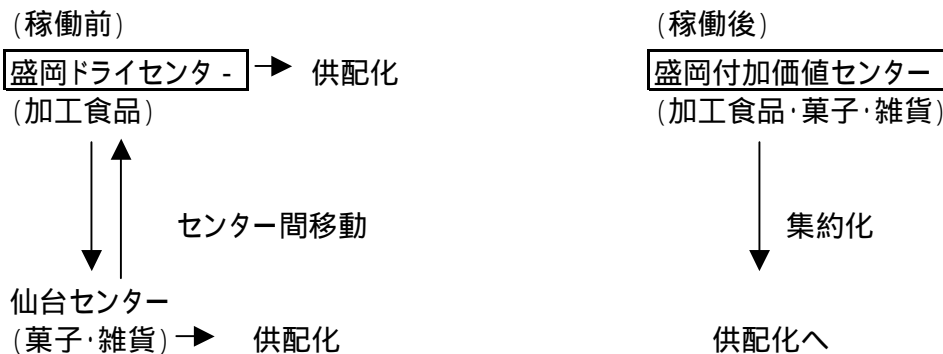 (稼働前)
盛岡ドライセンタ - 供配化
(加工食品)
センター間移動
仙台センター
(菓子・雑貨) 供配化
(稼働後)
盛岡付加価値センター
(加工食品・菓子・雑貨)
集約化
供配化へ